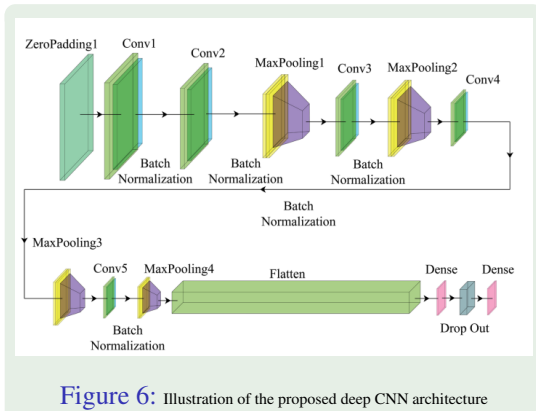 ZeroPadding1
Conv1
Conv2
MaxPooling1
Conv3
MaxPooling2
Conv4
Batch
Normalization
Batch
Normalization
Batch
Normalization
Batch
Normalization
MaxPooling3
Conv5
MaxPooling4
Flatten
Dense
Dense
Batch
Normalization
Drop Out
Figure 6: Illustration of the proposed deep CNN architecture